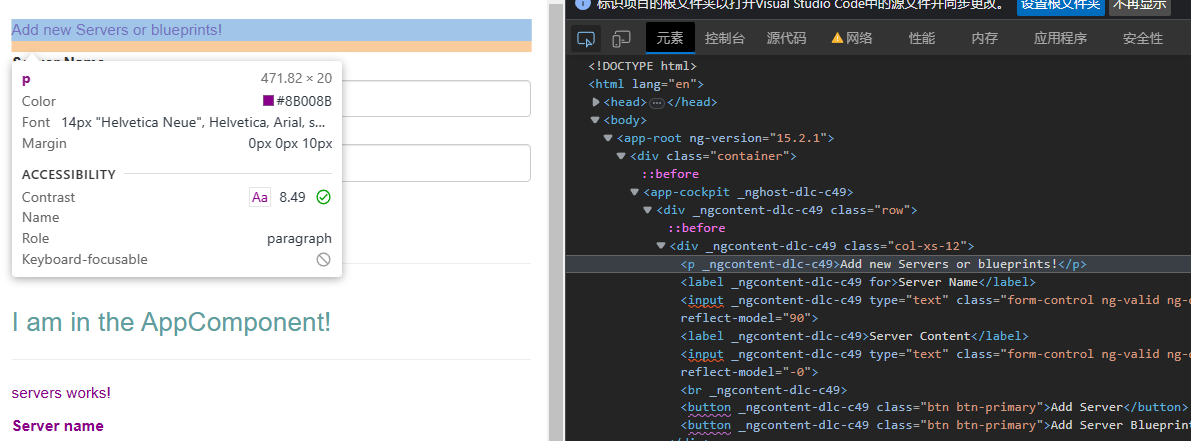 Add new Servers or blueprints!
p 471.82 × 20
Color #8B008B
Font 14px "Helvetica Neue", Helvetica, Arial, s...
Margin 0px 0px 10px
ACCESSIBILITY
Contrast Aa 8.49
Name
Role paragraph
Keyboard-focusable
I am in the AppComponent!
servers works!
Server name
标识项目的根文件夹以打开Visual Studio Code中的源文件并同步更改。 设置根文件夹 不再显示
元素 控制台 源代码 网络 性能 内存 应用程序 安全性
<!DOCTYPE html>
<html lang="en">
<head>…</head>
<body>
<app-root ng-version="15.2.1">
<div class="container">
::before
<app-cockpit _nghost-dlc-c49>
<div _ngcontent-dlc-c49 class="row">
::before
<div _ngcontent-dlc-c49 class="col-xs-12">
<p _ngcontent-dlc-c49>Add new Servers or blueprints!</p>
<label _ngcontent-dlc-c49 for>Server Name</label>
<input _ngcontent-dlc-c49 type="text" class="form-control ng-valid ng-d
reflect-model="90">
<label _ngcontent-dlc-c49>Server Content</label>
<input _ngcontent-dlc-c49 type="text" class="form-control ng-valid ng-d
reflect-model="-0">
<br _ngcontent-dlc-c49>
<button _ngcontent-dlc-c49 class="btn btn-primary">Add Server</button>
<button _ngcontent-dlc-c49 class="btn btn-primary">Add Server Blueprint